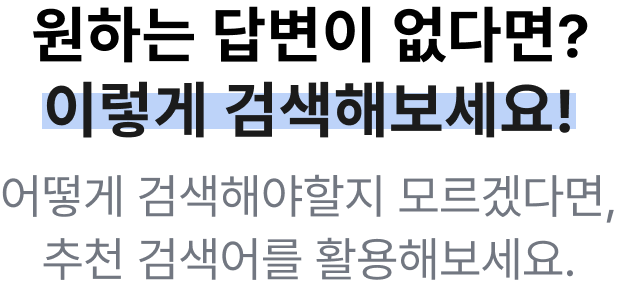 원하는 답변이 없다면?
이렇게 검색해보세요!
어떻게 검색해야할지 모르겠다면,
추천 검색어를 활용해보세요.